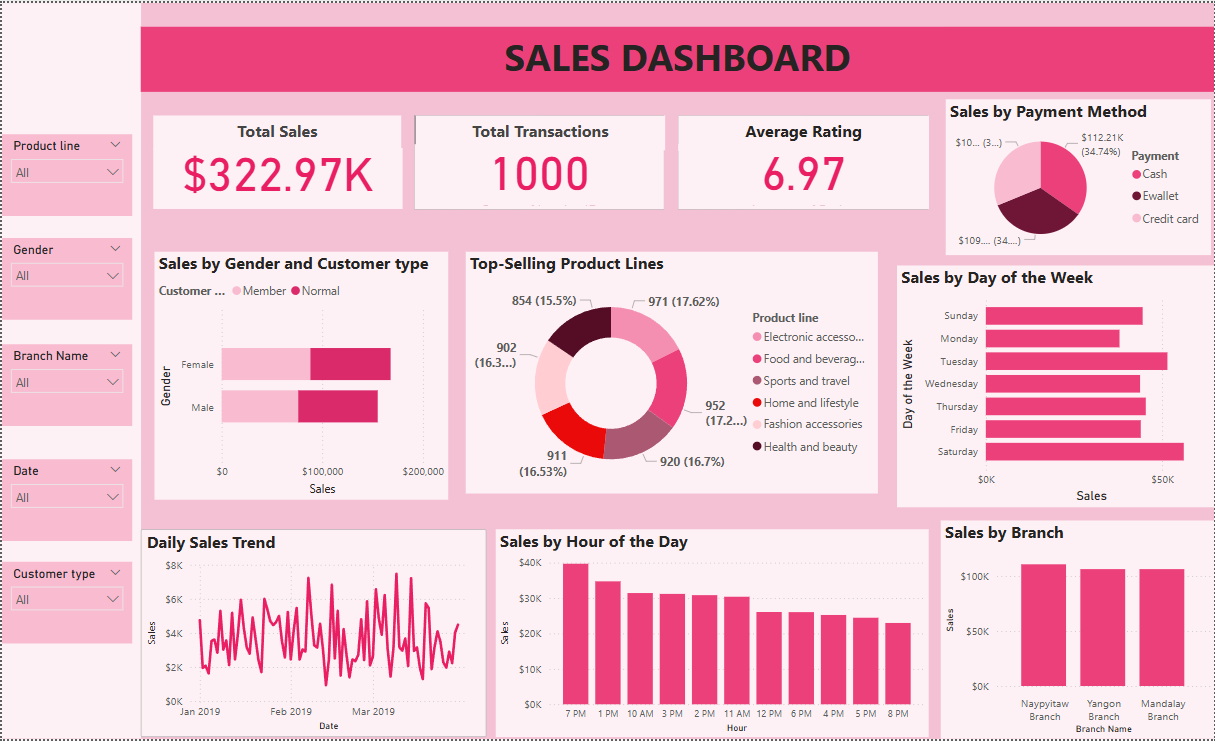 SALES DASHBOARD
Product line
All
Gender
All
Branch Name
All
Date
All
Customer type
All
Total Sales
$322.97K
Total Transactions
1000
Average Rating
6.97
Sales by Payment Method
$10... (3...)
$112.21K
(34.74%)
$109.... (34....)
Payment
Cash
Ewallet
Credit card
Sales by Gender and Customer type
Customer ... Member Normal
Gender
Female
Male
$0 $100,000 $200,000
Sales
Top-Selling Product Lines
854 (15.5%)
971 (17.62%)
902
(16.3...)
952
(17.2...)
911
(16.53%)
920 (16.7%)
Product line
Electronic accesso...
Food and beverag...
Sports and travel
Home and lifestyle
Fashion accessories
Health and beauty
Sales by Day of the Week
Day of the Week
Sunday
Monday
Tuesday
Wednesday
Thursday
Friday
Saturday
$0K $50K
Sales
Daily Sales Trend
Sales
$8K
$6K
$4K
$2K
$0K
Jan 2019 Feb 2019 Mar 2019
Date
Sales by Hour of the Day
Sales
$40K
$30K
$20K
$10K
$0K
7 PM 1 PM 10 AM 3 PM 2 PM 11 AM 12 PM 6 PM 4 PM 5 PM 8 PM
Hour
Sales by Branch
Sales
$100K
$50K
$0K
Naypyitaw Yangon Mandalay
Branch Branch Branch
Branch Name